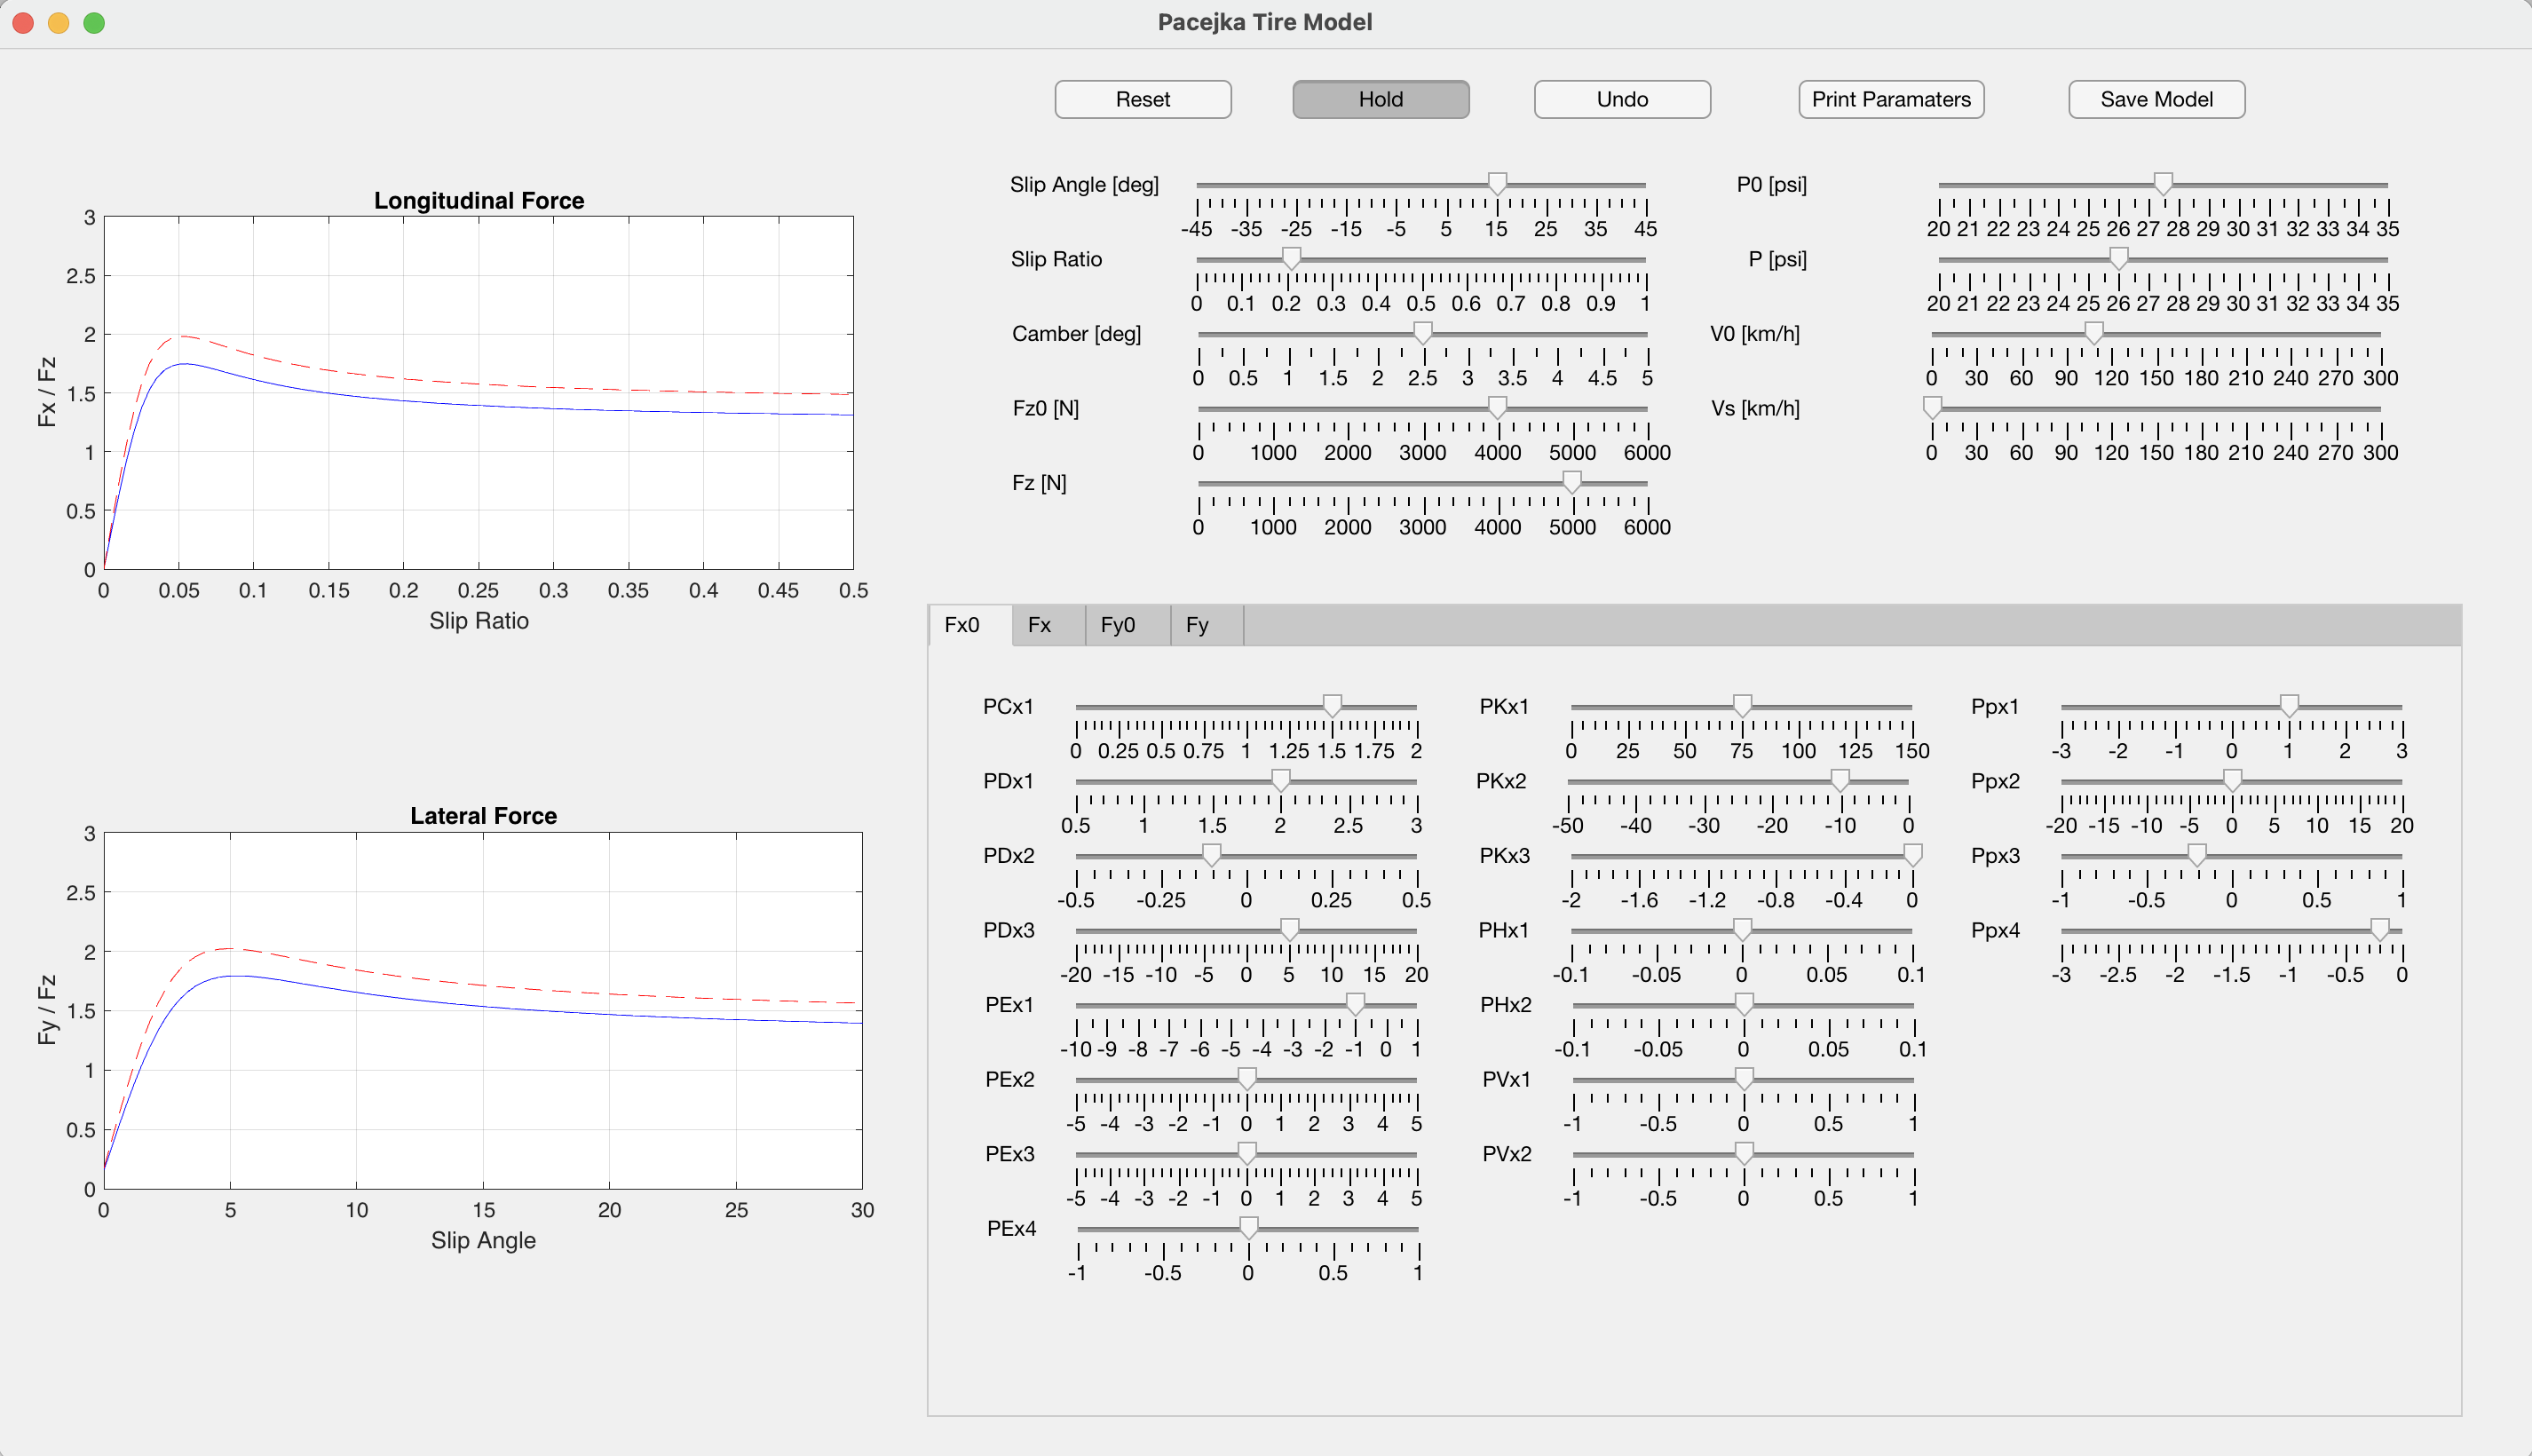 Pacejka Tire Model
Reset Hold Undo Print Paramaters Save Model
Longitudinal Force
3
2.5
2
1.5
1
0.5
0
Fx / Fz
0 0.05 0.1 0.15 0.2 0.25 0.3 0.35 0.4 0.45 0.5
Slip Ratio
Lateral Force
3
2.5
2
1.5
1
0.5
0
Fy / Fz
0 5 10 15 20 25 30
Slip Angle
Slip Angle [deg]
-45 -35 -25 -15 -5 5 15 25 35 45
Slip Ratio
0 0.1 0.2 0.3 0.4 0.5 0.6 0.7 0.8 0.9 1
Camber [deg]
0 0.5 1 1.5 2 2.5 3 3.5 4 4.5 5
Fz0 [N]
0 1000 2000 3000 4000 5000 6000
Fz [N]
0 1000 2000 3000 4000 5000 6000
P0 [psi]
20 21 22 23 24 25 26 27 28 29 30 31 32 33 34 35
P [psi]
20 21 22 23 24 25 26 27 28 29 30 31 32 33 34 35
V0 [km/h]
0 30 60 90 120 150 180 210 240 270 300
Vs [km/h]
0 30 60 90 120 150 180 210 240 270 300
Fx0 Fx Fy0 Fy
PCx1
0 0.25 0.5 0.75 1 1.25 1.5 1.75 2
PDx1
0.5 1 1.5 2 2.5 3
PDx2
-0.5 -0.25 0 0.25 0.5
PDx3
-20 -15 -10 -5 0 5 10 15 20
PEx1
-10 -9 -8 -7 -6 -5 -4 -3 -2 -1 0 1
PEx2
-5 -4 -3 -2 -1 0 1 2 3 4 5
PEx3
-5 -4 -3 -2 -1 0 1 2 3 4 5
PEx4
-1 -0.5 0 0.5 1
PKx1
0 25 50 75 100 125 150
PKx2
-50 -40 -30 -20 -10 0
PKx3
-2 -1.6 -1.2 -0.8 -0.4 0
PHx1
-0.1 -0.05 0 0.05 0.1
PHx2
-0.1 -0.05 0 0.05 0.1
PVx1
-1 -0.5 0 0.5 1
PVx2
-1 -0.5 0 0.5 1
Ppx1
-3 -2 -1 0 1 2 3
Ppx2
-20 -15 -10 -5 0 5 10 15 20
Ppx3
-1 -0.5 0 0.5 1
Ppx4
-3 -2.5 -2 -1.5 -1 -0.5 0